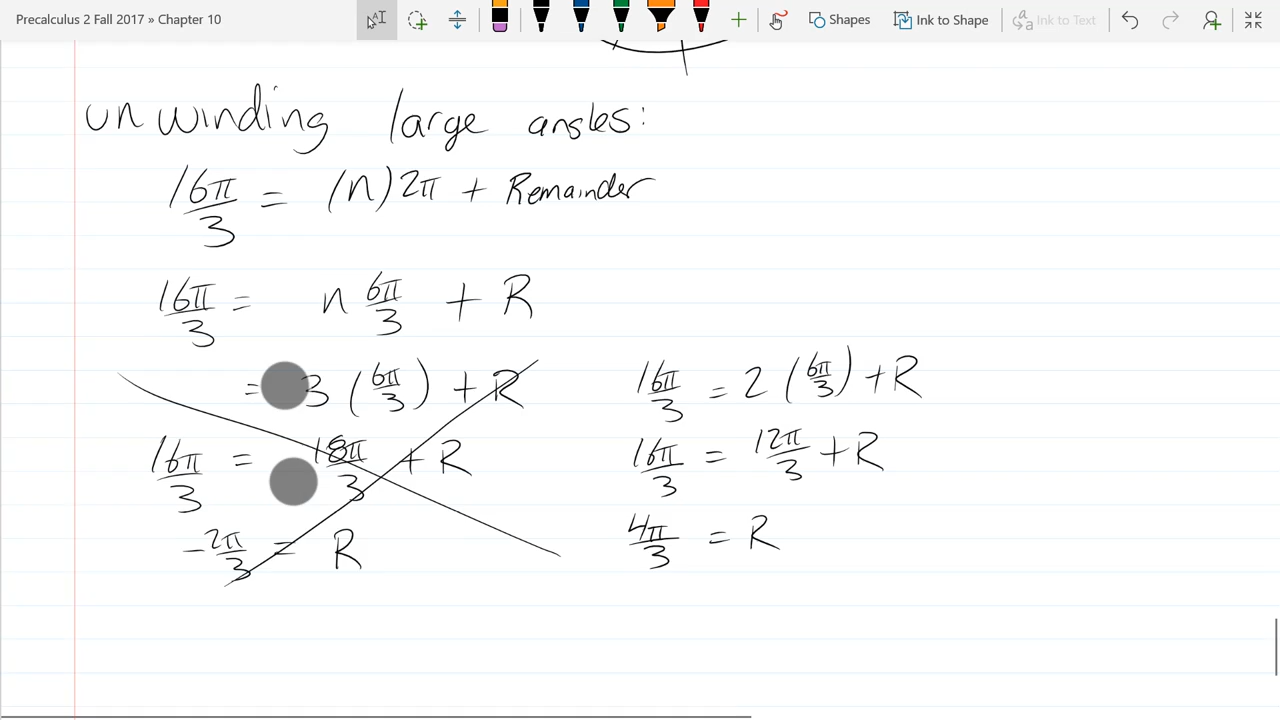 Precalculus 2 Fall 2017 » Chapter 10
Shapes
Ink to Shape
Ink to Text
unwinding large angles:
16π/3 = (n)2π + Remainder
16π/3 = n 6π/3 + R
= 3 (6π/3) + R
16π/3 = 18π/3 + R
-2π/3 = R
16π/3 = 2 (6π/3) + R
16π/3 = 12π/3 + R
4π/3 = R